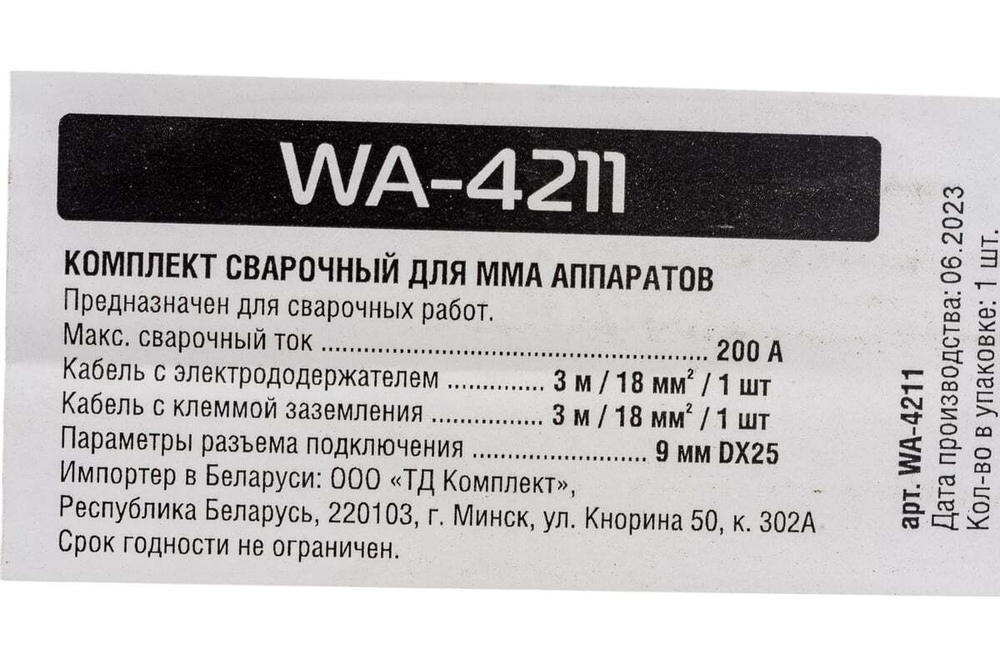 WA-4211
КОМПЛЕКТ СВАРОЧНЫЙ ДЛЯ ММА АППАРАТОВ
Предназначен для сварочных работ.
Макс. сварочный ток ........................................................ 200 А
Кабель с электрододержателем .............. 3 м / 18 мм² / 1 шт
Кабель с клеммой заземления ................ 3 м / 18 мм² / 1 шт
Параметры разъема подключения ......................... 9 мм DX25
Импортер в Беларуси: ООО «ТД Комплект»,
Республика Беларусь, 220103, г. Минск, ул. Кнорина 50, к. 302А
Срок годности не ограничен.
арт. WA-4211
Дата производства: 06.2023
Кол-во в упаковке: 1 шт.